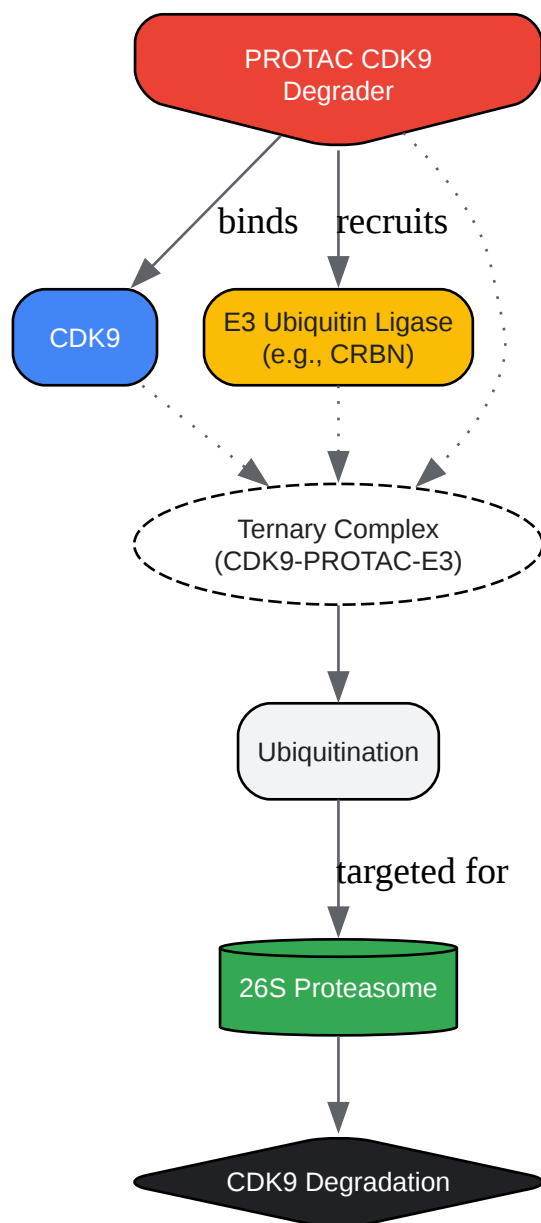 PROTAC CDK9
Degrader
binds
recruits
CDK9
E3 Ubiquitin Ligase
(e.g., CRBN)
Ternary Complex
(CDK9-PROTAC-E3)
Ubiquitination
targeted for
26S Proteasome
CDK9 Degradation